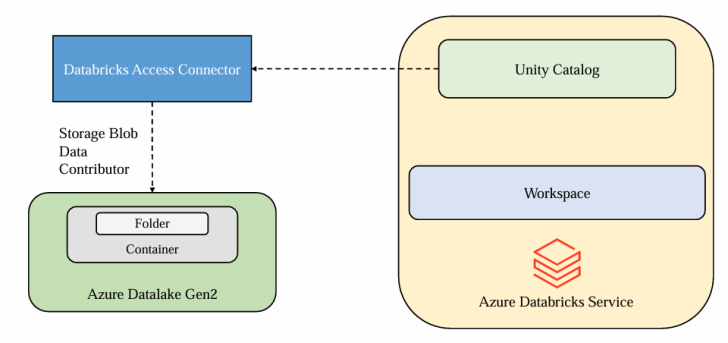 Databricks Access Connector
Unity Catalog
Storage Blob
Data
Contributor
Workspace
Folder
Container
Azure Datalake Gen2
Azure Databricks Service